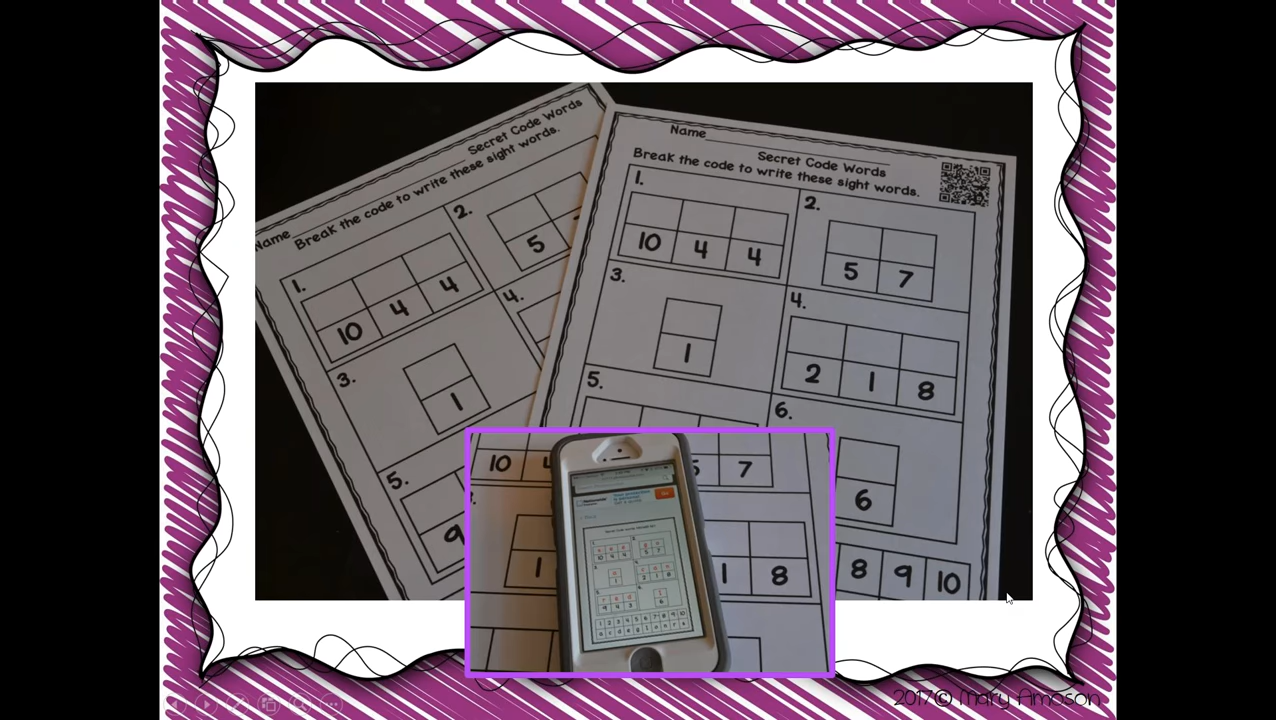 Name
Secret Code Words
Break the code to write these sight words.
1.
10 4 4
2.
5
3.
1
4.
5.
9
Name
Secret Code Words
Break the code to write these sight words.
1.
10 4 4
2.
5 7
3.
1
4.
2 1 8
5.
6.
6
8 9 10
10 4
7
1
1 8
2017© Mary Amoson